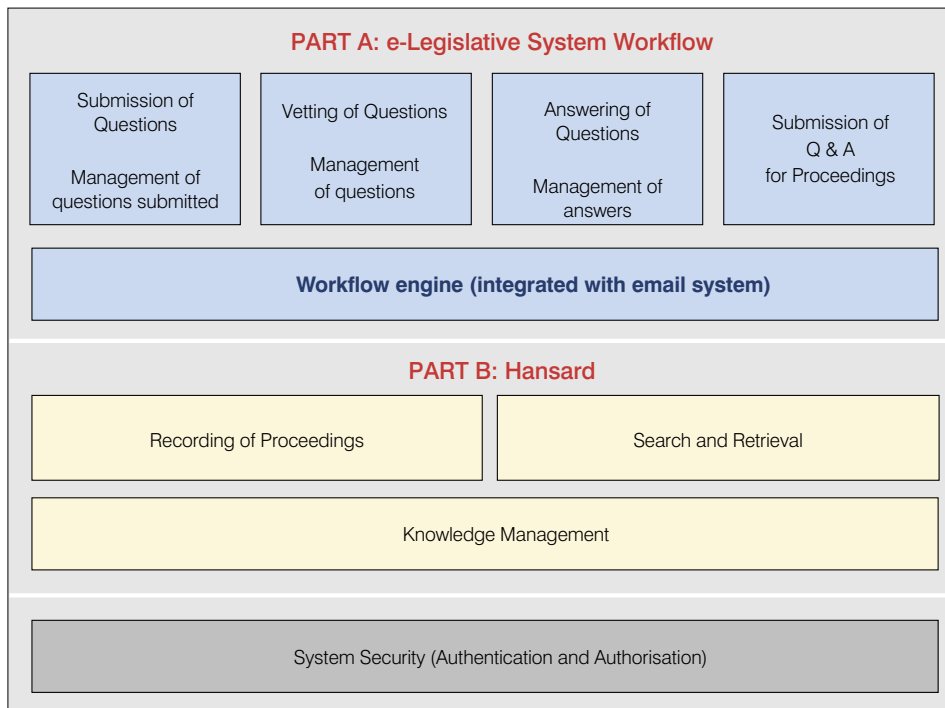 PART A: e-Legislative System Workflow
Submission of
Questions
Management of
questions submitted
Vetting of Questions
Management
of questions
Answering of
Questions
Management of
answers
Submission of
Q & A
for Proceedings
Workflow engine (integrated with email system)
PART B: Hansard
Recording of Proceedings
Search and Retrieval
Knowledge Management
System Security (Authentication and Authorisation)